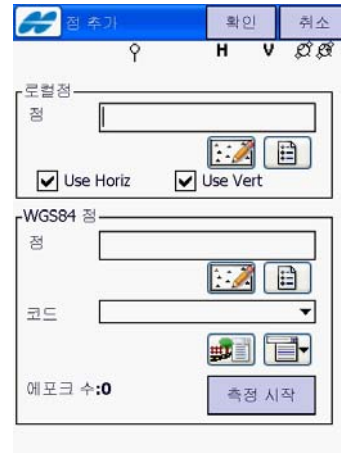 점 추가 확인 취소
H V
로컬점
점
Use Horiz Use Vert
WGS84 점
점
코드
에포크 수:0 측정 시작